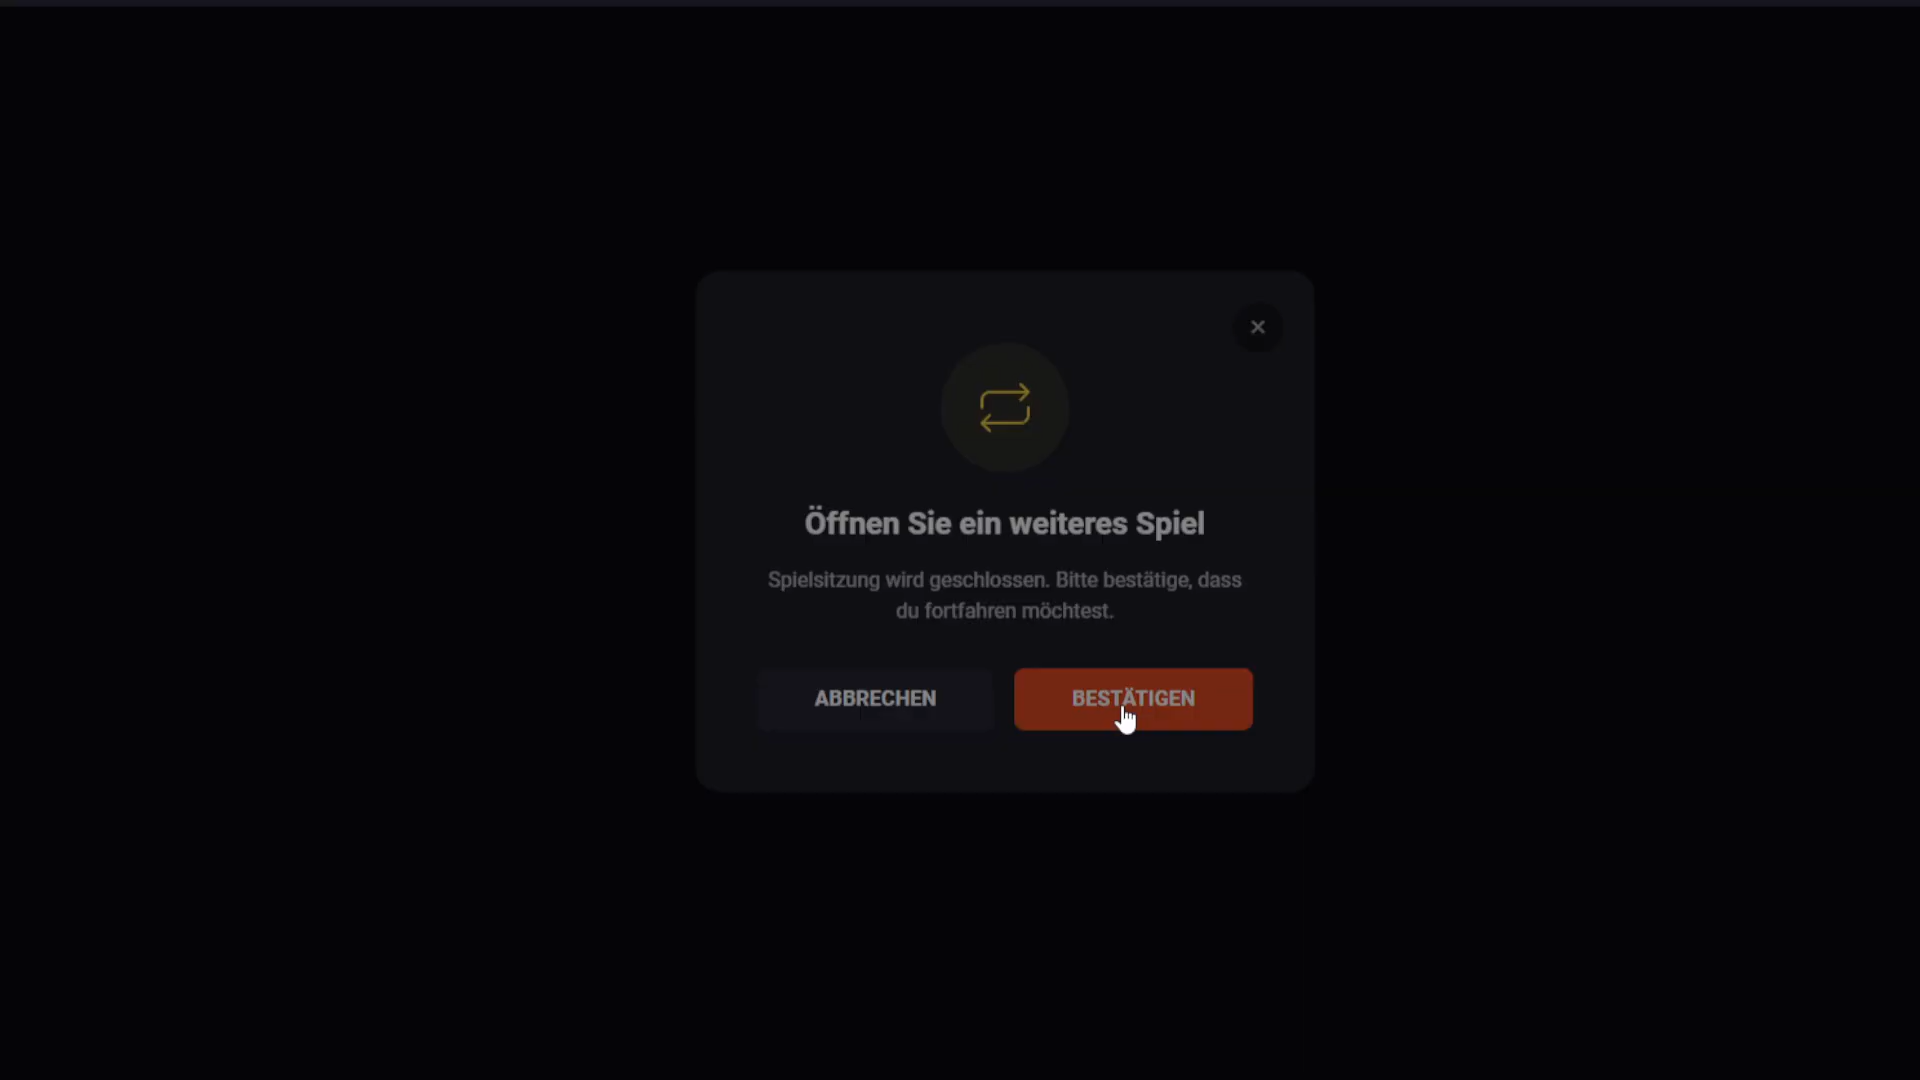 Öffnen Sie ein weiteres Spiel
Spielsitzung wird geschlossen. Bitte bestätige, dass
du fortfahren möchtest.
ABBRECHEN
BESTÄTIGEN